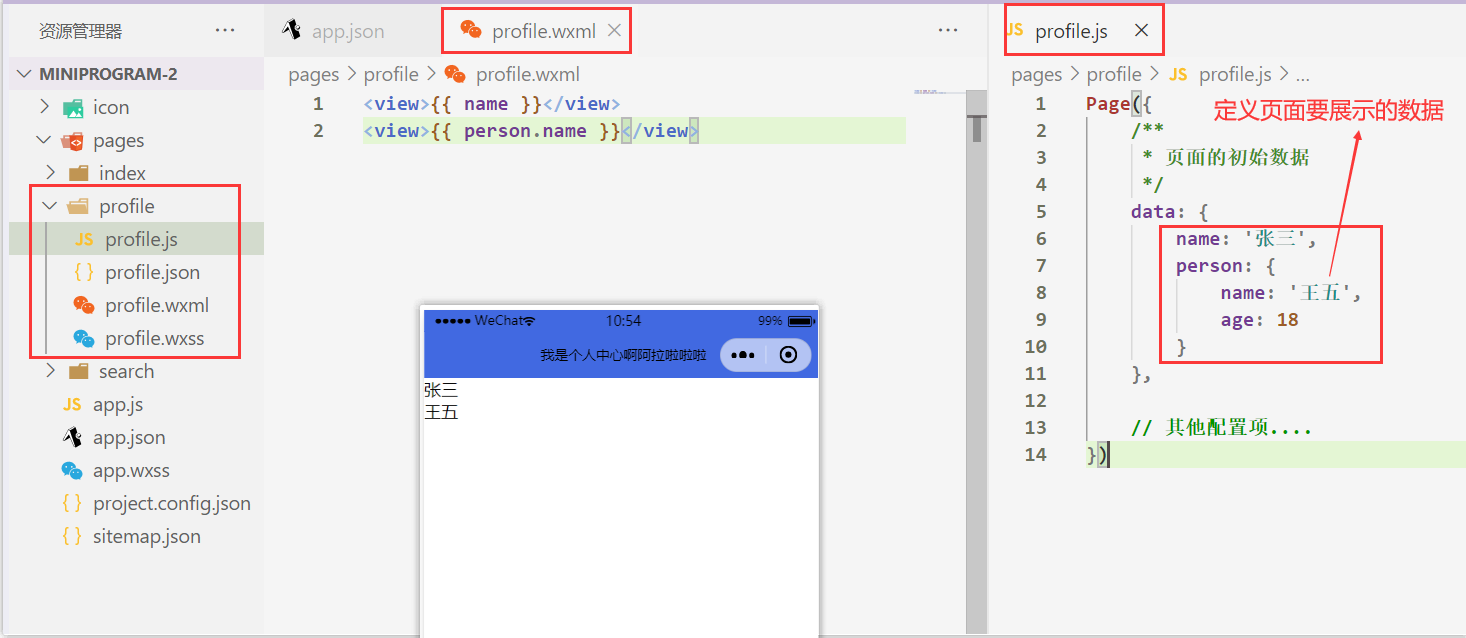 资源管理器
MINIPROGRAM-2
icon
pages
index
profile
JS profile.js
{ } profile.json
profile.wxml
profile.wxss
search
JS app.js
app.json
app.wxss
{ } project.config.json
{ } sitemap.json
app.json
profile.wxml
pages > profile > profile.wxml
1 <view>{{ name }}</view>
2 <view>{{ person.name }}</view>
WeChat 10:54 99%
我是个人中心啊阿拉啦啦啦
张三
王五
JS profile.js
pages > profile > JS profile.js > ...
定义页面要展示的数据
1 Page({
2 /**
3 * 页面的初始数据
4 */
5 data: {
6 name: '张三',
7 person: {
8 name: '王五',
9 age: 18
10 }
11 },
12
13 // 其他配置项....
14 })